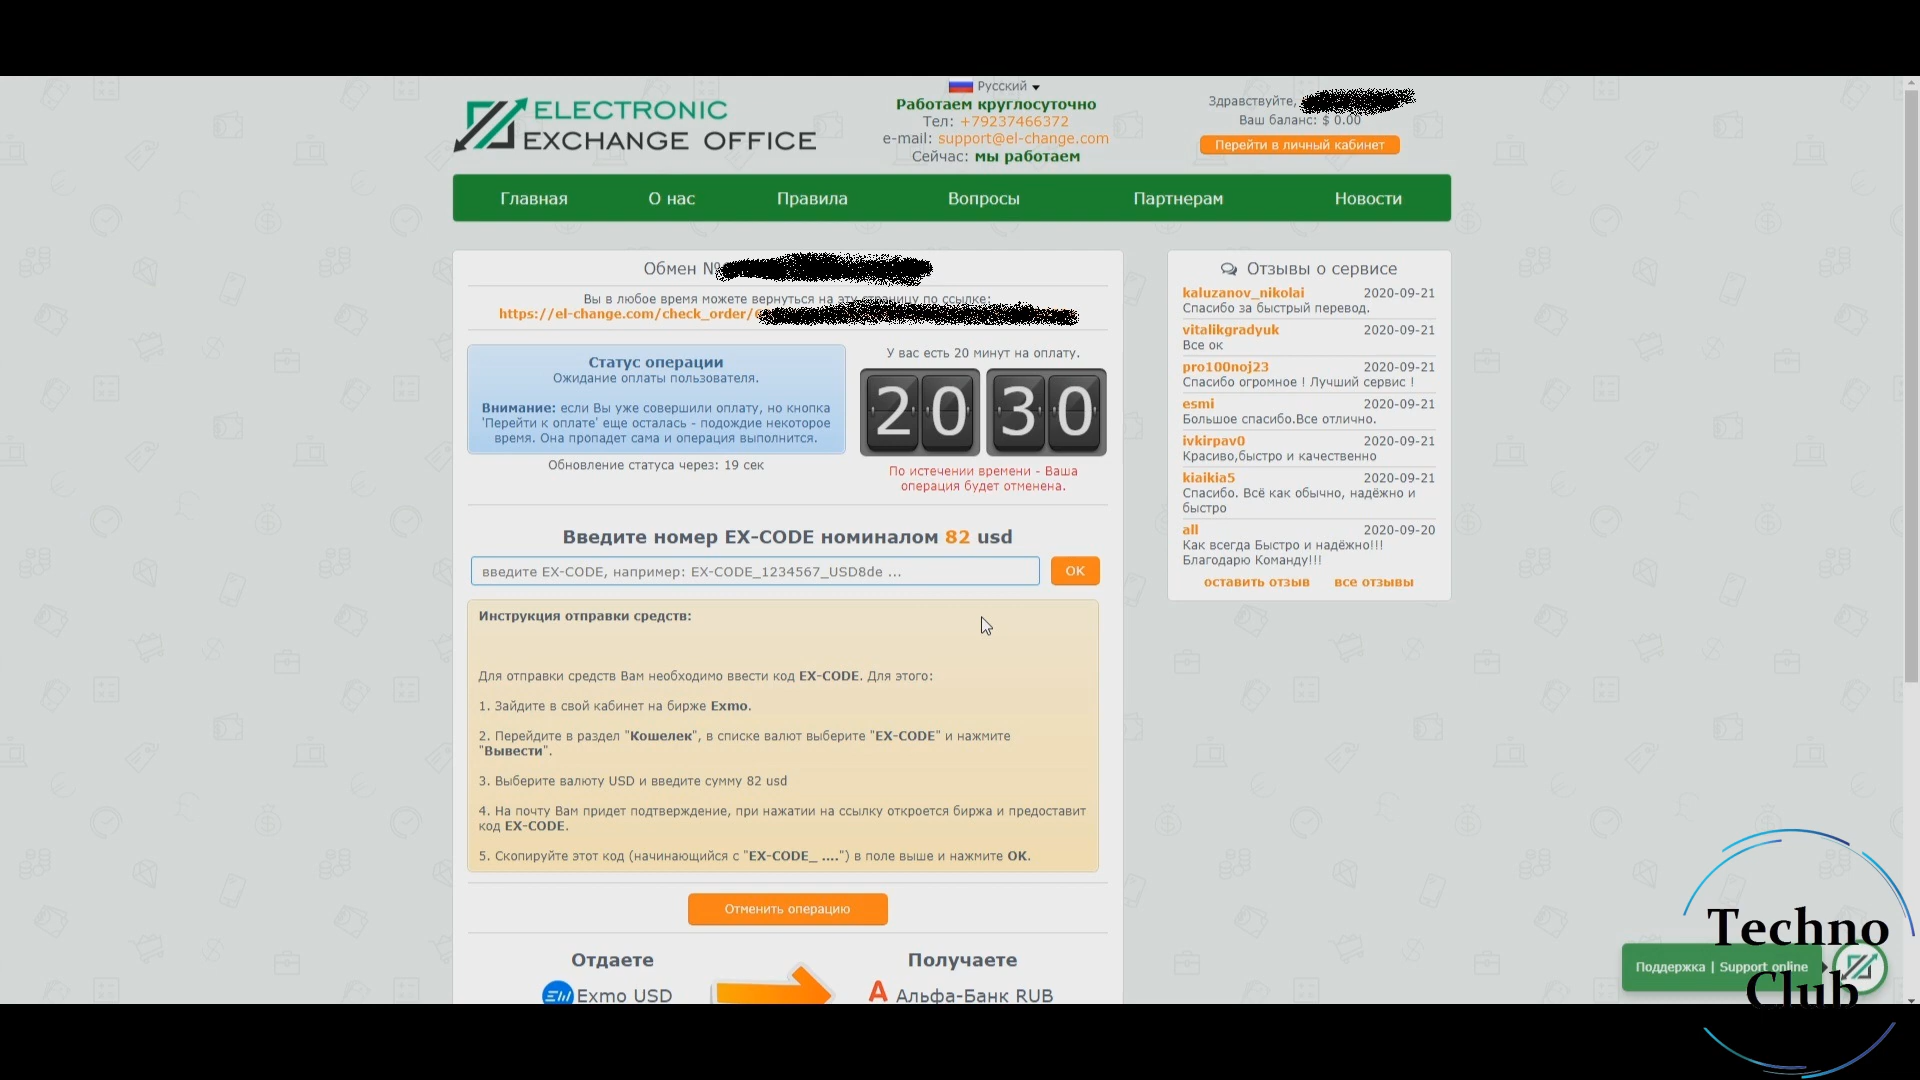 Русский
ELECTRONIC
EXCHANGE OFFICE
Работаем круглосуточно
Тел: +79237466372
e-mail: support@el-change.com
Сейчас: мы работаем
Здравствуйте,
Ваш баланс: $ 0.00
Перейти в личный кабинет
Главная
О нас
Правила
Вопросы
Партнерам
Новости
Обмен №
Вы в любое время можете вернуться на эту страницу по ссылке:
https://el-change.com/check_order/
Статус операции
Ожидание оплаты пользователя.
Внимание: если Вы уже совершили оплату, но кнопка
'Перейти к оплате' еще осталась - подождие некоторое
время. Она пропадет сама и операция выполнится.
Обновление статуса через: 19 сек
У вас есть 20 минут на оплату.
20 30
По истечении времени - Ваша
операция будет отменена.
Введите номер EX-CODE номиналом 82 usd
введите EX-CODE, например: EX-CODE_1234567_USD8de ...
OK
Инструкция отправки средств:
Для отправки средств Вам необходимо ввести код EX-CODE. Для этого:
1. Зайдите в свой кабинет на бирже Exmo.
2. Перейдите в раздел "Кошелек", в списке валют выберите "EX-CODE" и нажмите
"Вывести".
3. Выберите валюту USD и введите сумму 82 usd
4. На почту Вам придет подтверждение, при нажатии на ссылку откроется биржа и предоставит
код EX-CODE.
5. Скопируйте этот код (начинающийся с "EX-CODE_ ....") в поле выше и нажмите OK.
Отменить операцию
Отдаете
Получаете
Exmo USD
Альфа-Банк RUB
Отзывы о сервисе
kaluzanov_nikolai 2020-09-21
Спасибо за быстрый перевод.
vitalikgradyuk 2020-09-21
Все ок
pro100noj23 2020-09-21
Спасибо огромное ! Лучший сервис !
esmi 2020-09-21
Большое спасибо.Все отлично.
ivkirpav0 2020-09-21
Красиво,быстро и качественно
kiaikia5 2020-09-21
Спасибо. Всё как обычно, надёжно и
быстро
all 2020-09-20
Как всегда Быстро и надёжно!!!
Благодарю Команду!!!
оставить отзыв все отзывы
Поддержка | Support online
Techno
Club